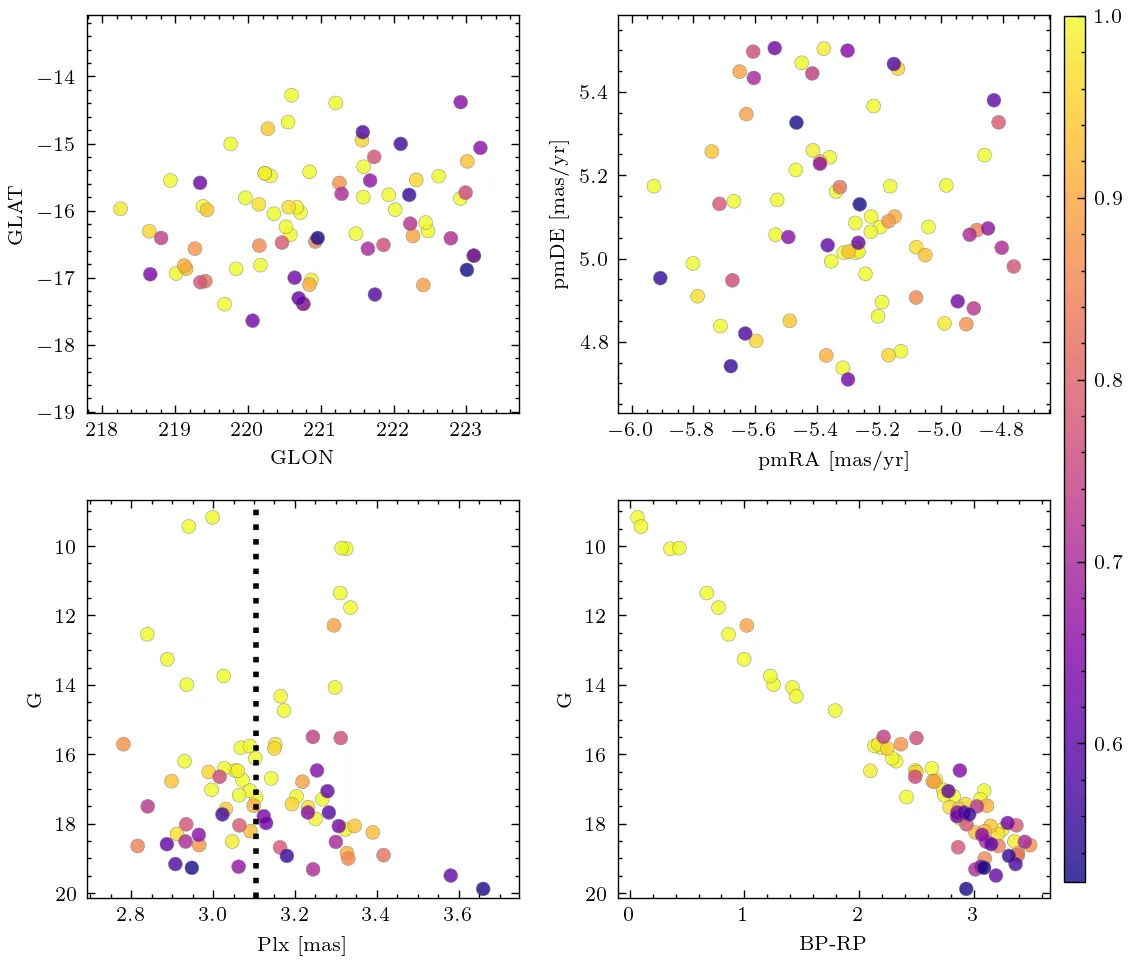 GLAT
−14
−15
−16
−17
−18
−19
218 219 220 221 222 223
GLON
pmDE [mas/yr]
5.4
5.2
5.0
4.8
−6.0 −5.8 −5.6 −5.4 −5.2 −5.0 −4.8
pmRA [mas/yr]
1.0
0.9
0.8
0.7
0.6
G
10
12
14
16
18
20
2.8 3.0 3.2 3.4 3.6
Plx [mas]
G
10
12
14
16
18
20
0 1 2 3
BP-RP